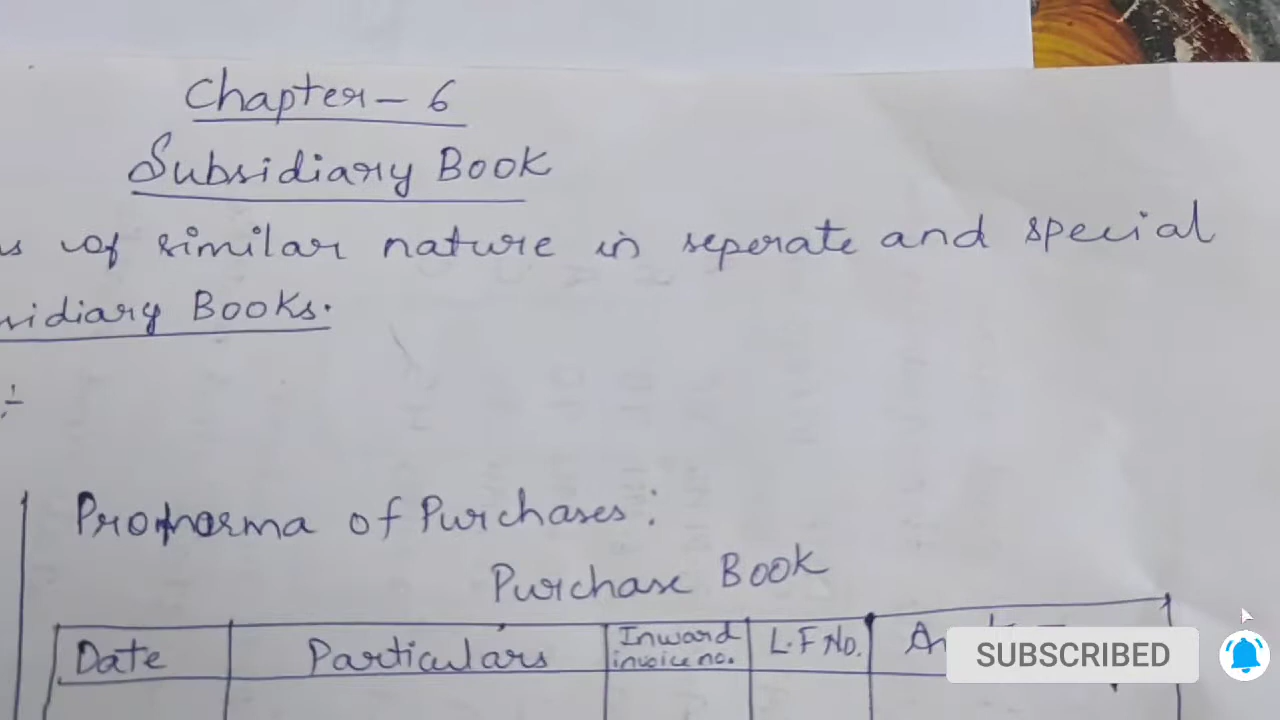 Chapter - 6
Subsidiary Book
of similar nature in seperate and special
sidiary Books.
Proforma of Purchases:
Purchase Book
Date Particulars Inward invoice no. L.F No.
SUBSCRIBED